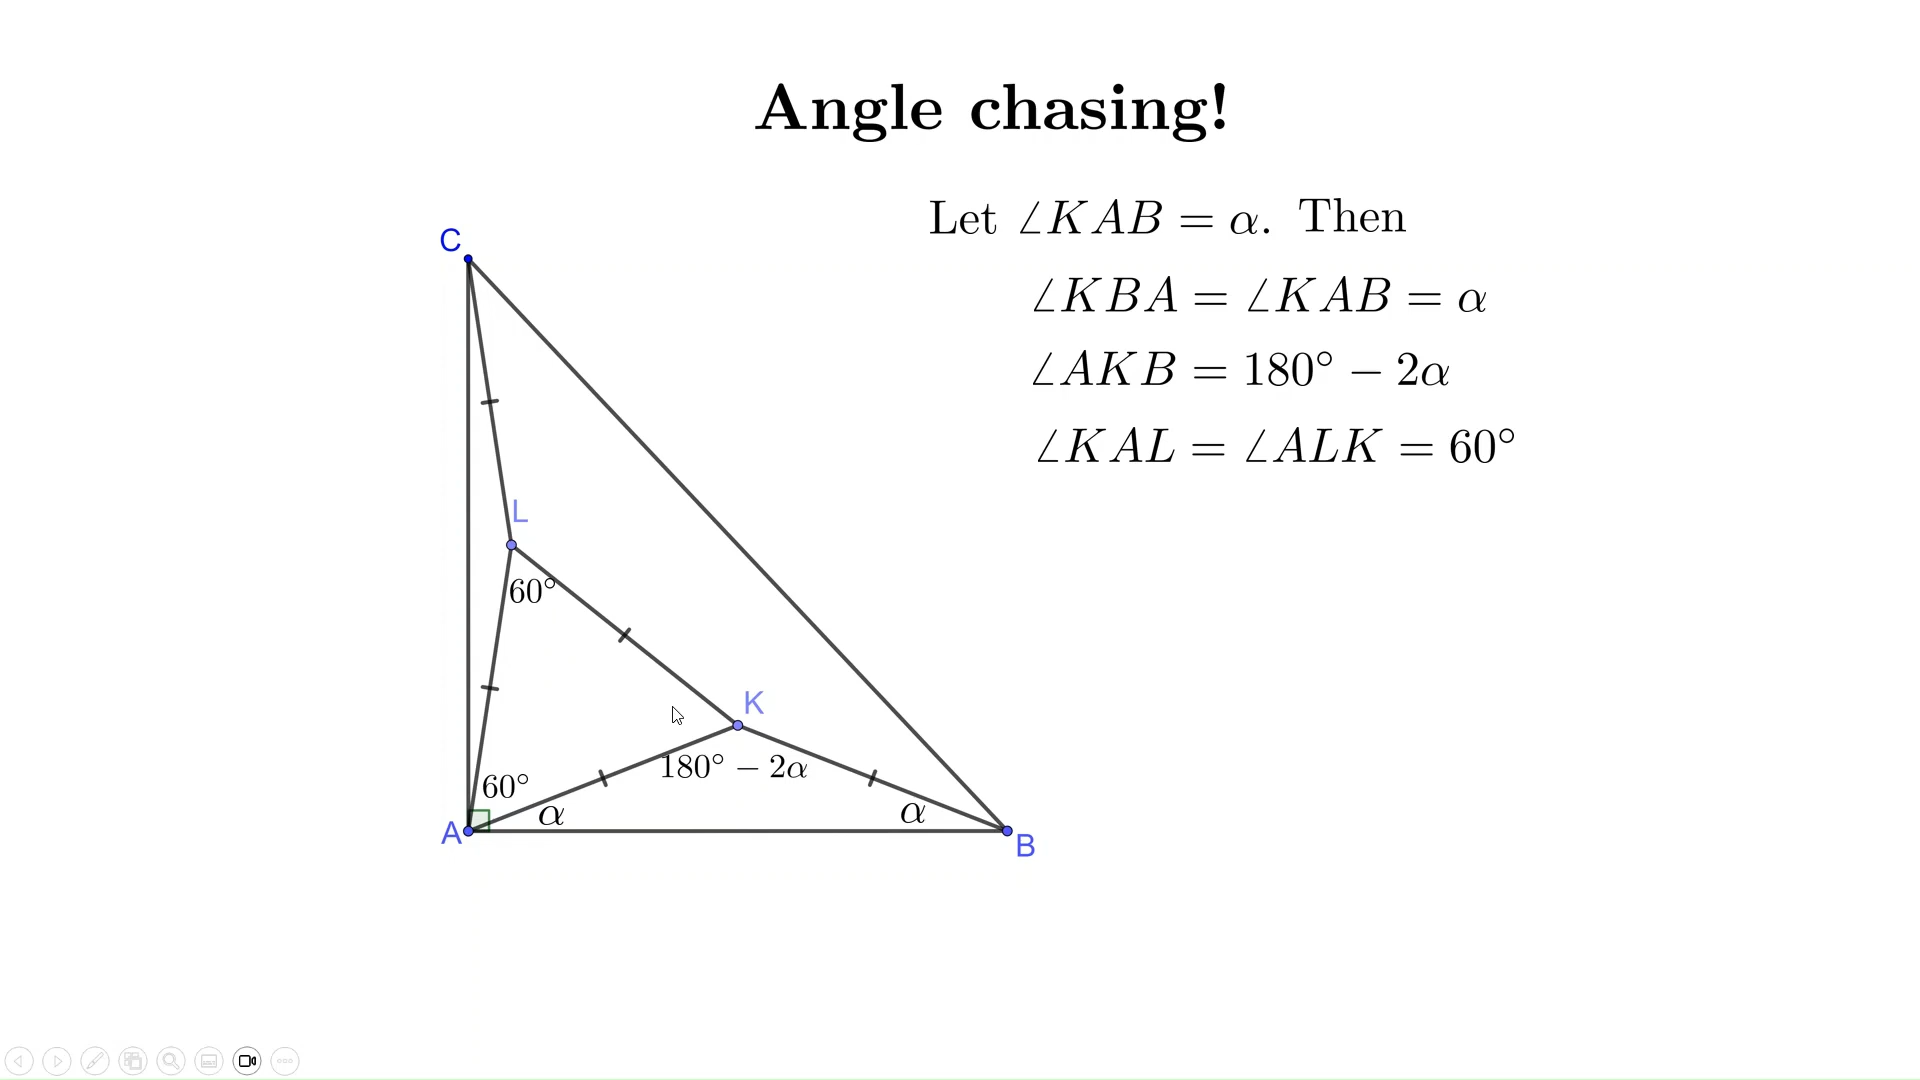 Angle chasing!
Let ∠KAB = α. Then
∠KBA = ∠KAB = α
∠AKB = 180° − 2α
∠KAL = ∠ALK = 60°
C
L
60°
K
180° − 2α
60°
α
α
A
B